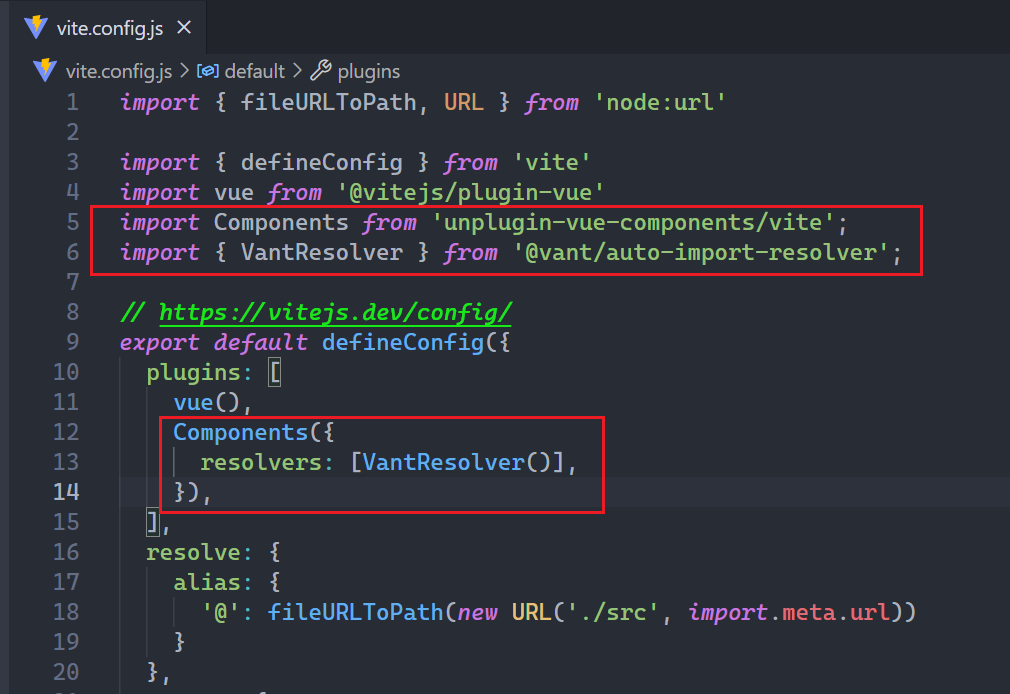 vite.config.js
vite.config.js > default > plugins
1 import { fileURLToPath, URL } from 'node:url'
2
3 import { defineConfig } from 'vite'
4 import vue from '@vitejs/plugin-vue'
5 import Components from 'unplugin-vue-components/vite';
6 import { VantResolver } from '@vant/auto-import-resolver';
7
8 // https://vitejs.dev/config/
9 export default defineConfig({
10 plugins: [
11 vue(),
12 Components({
13 resolvers: [VantResolver()],
14 }),
15 ],
16 resolve: {
17 alias: {
18 '@': fileURLToPath(new URL('./src', import.meta.url))
19 }
20 },